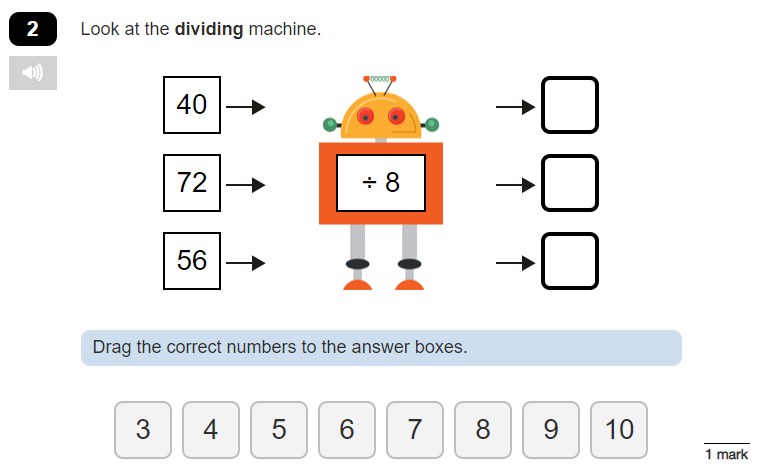 2
Look at the dividing machine.
40
72
÷ 8
56
Drag the correct numbers to the answer boxes.
3 4 5 6 7 8 9 10
1 mark